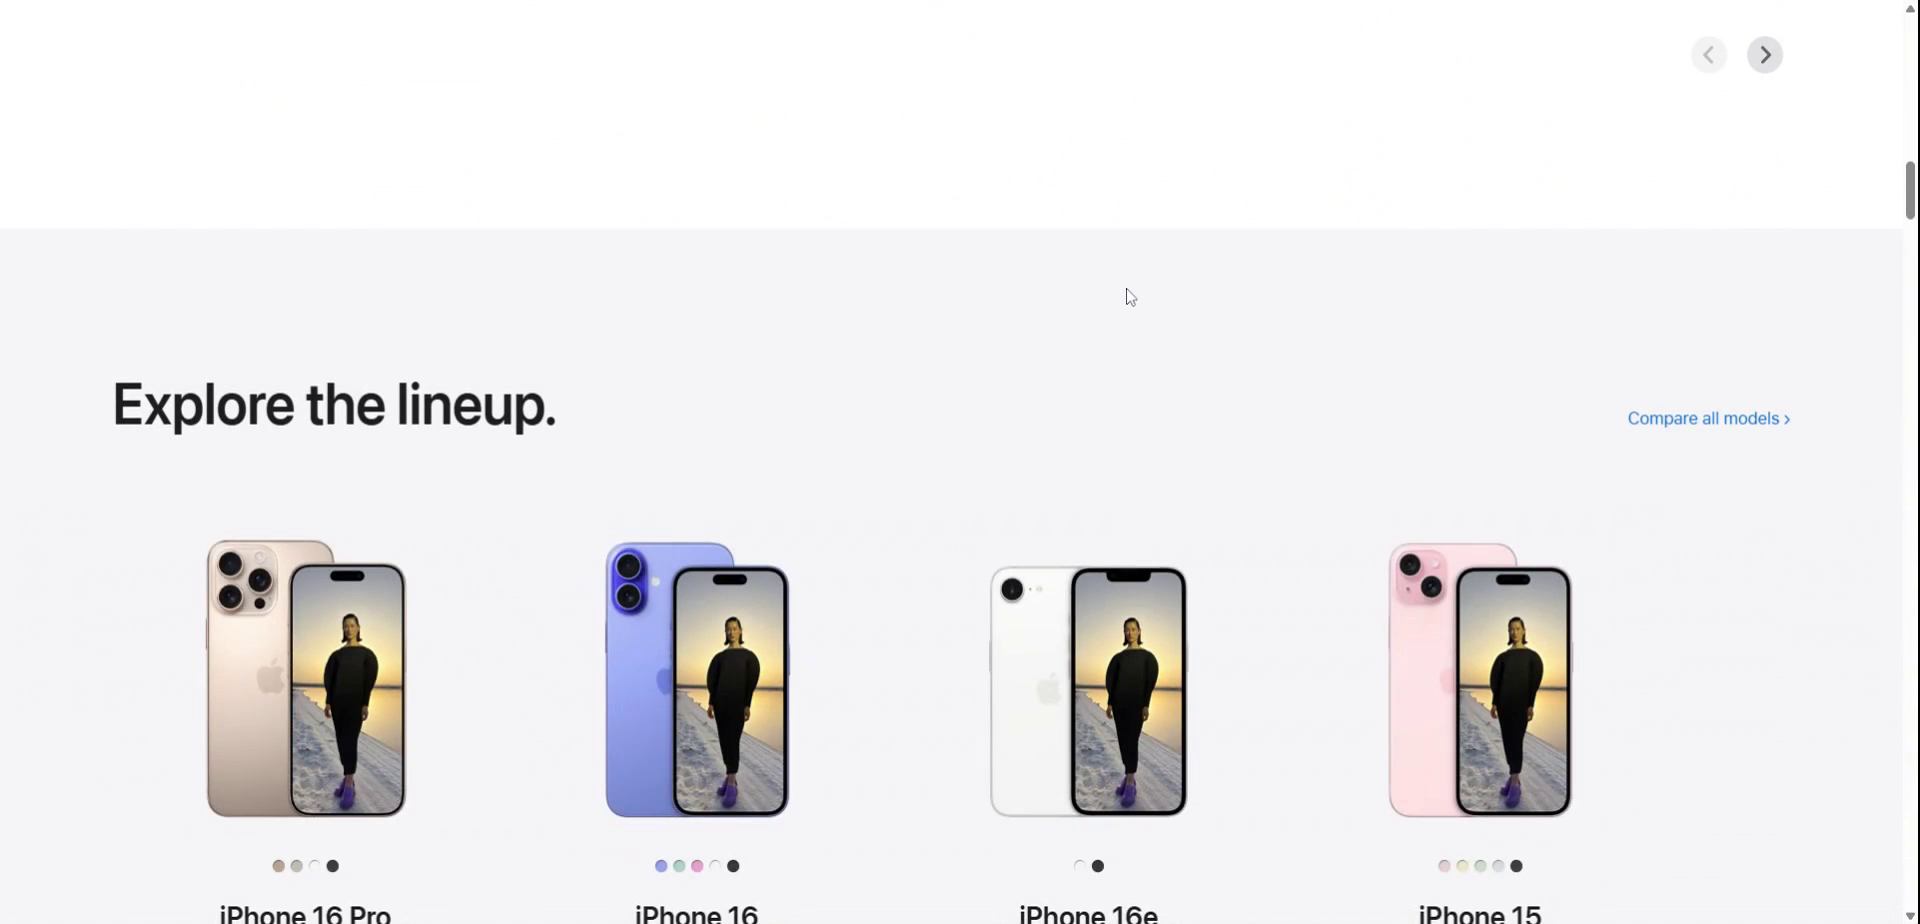 Explore the lineup.
Compare all models >
iPhone 16 Pro
iPhone 16
iPhone 16e
iPhone 15